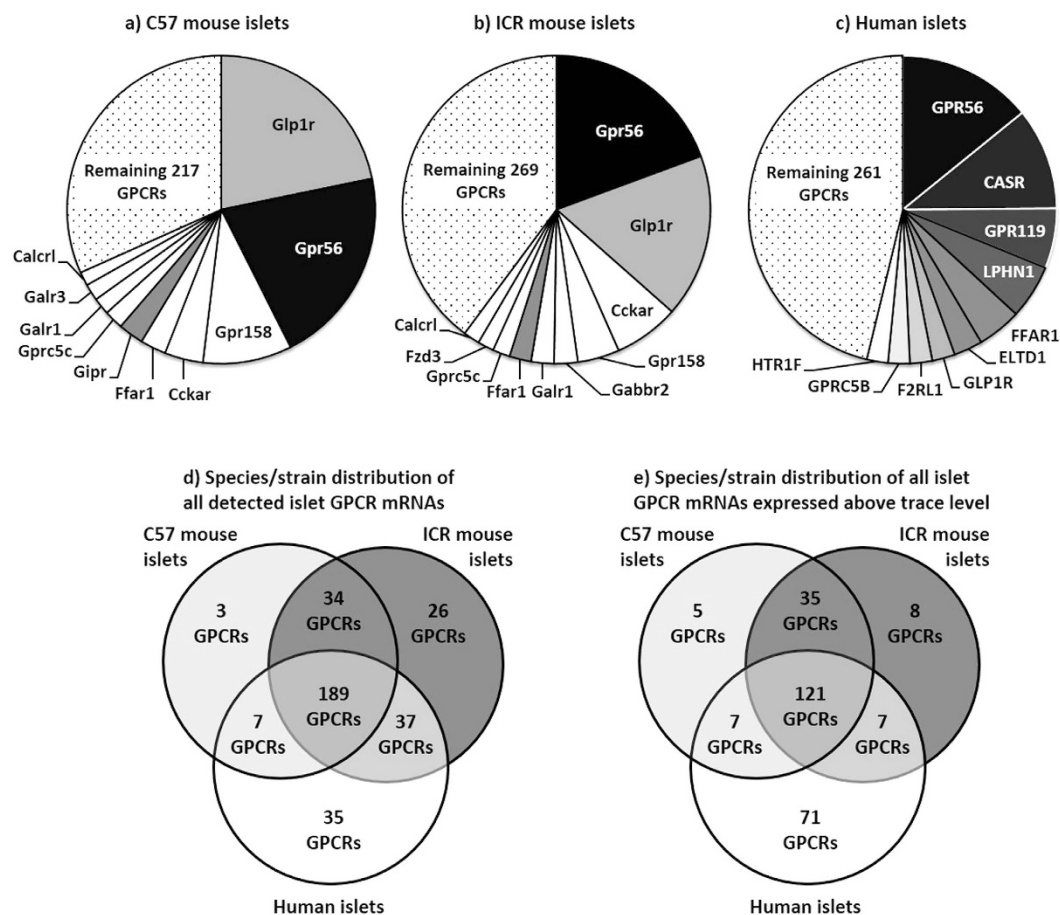 a) C57 mouse islets
Glp1r
Remaining 217
GPCRs
Gpr56
Calcrl
Galr3
Galr1
Gprc5c
Gipr
Ffar1
Cckar
Gpr158
b) ICR mouse islets
Gpr56
Remaining 269
GPCRs
Glp1r
Cckar
Calcrl
Fzd3
Gprc5c
Ffar1
Galr1
Gabbr2
Gpr158
c) Human islets
GPR56
Remaining 261
GPCRs
CASR
GPR119
LPHN1
FFAR1
ELTD1
GLP1R
F2RL1
GPRC5B
HTR1F
d) Species/strain distribution of
all detected islet GPCR mRNAs
C57 mouse
islets
ICR mouse
islets
3
GPCRs
34
GPCRs
26
GPCRs
189
GPCRs
7
GPCRs
37
GPCRs
35
GPCRs
Human islets
e) Species/strain distribution of all islet
GPCR mRNAs expressed above trace level
C57 mouse
islets
ICR mouse
islets
5
GPCRs
35
GPCRs
8
GPCRs
121
GPCRs
7
GPCRs
7
GPCRs
71
GPCRs
Human islets